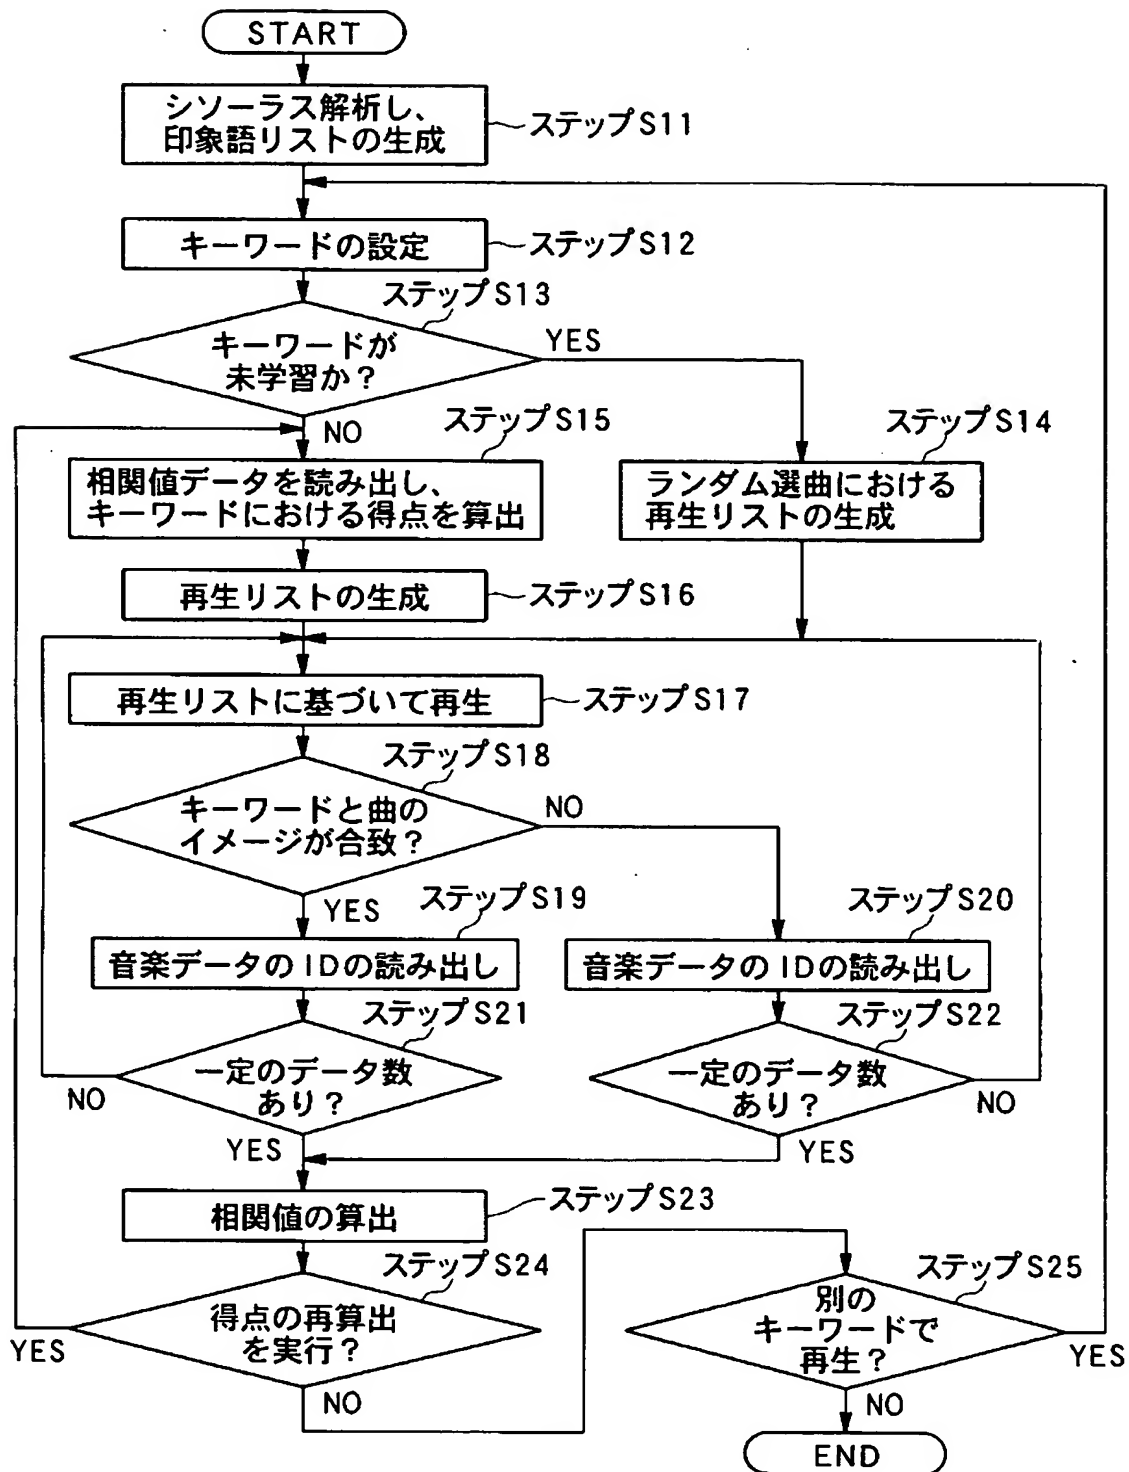 START
シソーラス解析し、
印象語リストの生成
ステップS11
キーワードの設定
ステップS12
ステップS13
キーワードが
未学習か？
YES
NO
ステップS15
ステップS14
相関値データを読み出し、
キーワードにおける得点を算出
ランダム選曲における
再生リストの生成
再生リストの生成
ステップS16
再生リストに基づいて再生
ステップS17
ステップS18
キーワードと曲の
イメージが合致？
NO
YES
ステップS19
ステップS20
音楽データのIDの読み出し
音楽データのIDの読み出し
ステップS21
ステップS22
一定のデータ数
あり？
NO
YES
一定のデータ数
あり？
NO
YES
相関値の算出
ステップS23
ステップS24
得点の再算出
を実行？
YES
NO
ステップS25
別の
キーワードで
再生？
YES
NO
END